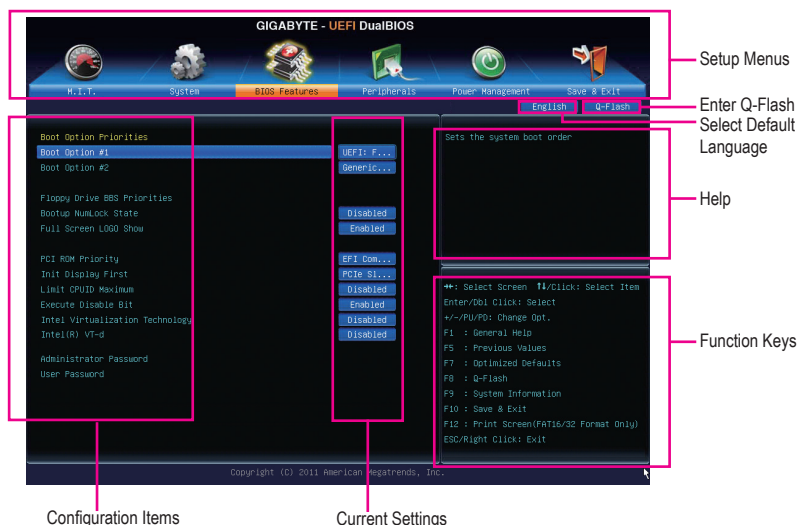 GIGABYTE - UEFI DualBIOS
M.I.T. System BIOS Features Peripherals Power Management Save & Exit
English Q-Flash
Setup Menus
Enter Q-Flash
Select Default
Language
Help
Function Keys
Boot Option Priorities
Boot Option #1 UEFI: F...
Boot Option #2 Generic...
Floppy Drive BBS Priorities
Bootup NumLock State Disabled
Full Screen LOGO Show Enabled
PCI ROM Priority EFI Com...
Init Display First PCIe Sl...
Limit CPUID Maximum Disabled
Execute Disable Bit Enabled
Intel Virtualization Technology Disabled
Intel(R) VT-d Disabled
Administrator Password
User Password
Sets the system boot order
→←: Select Screen ↑↓/Click: Select Item
Enter/Dbl Click: Select
+/-/PU/PD: Change Opt.
F1 : General Help
F5 : Previous Values
F7 : Optimized Defaults
F8 : Q-Flash
F9 : System Information
F10 : Save & Exit
F12 : Print Screen(FAT16/32 Format Only)
ESC/Right Click: Exit
Copyright (C) 2011 American Megatrends, Inc.
Configuration Items
Current Settings